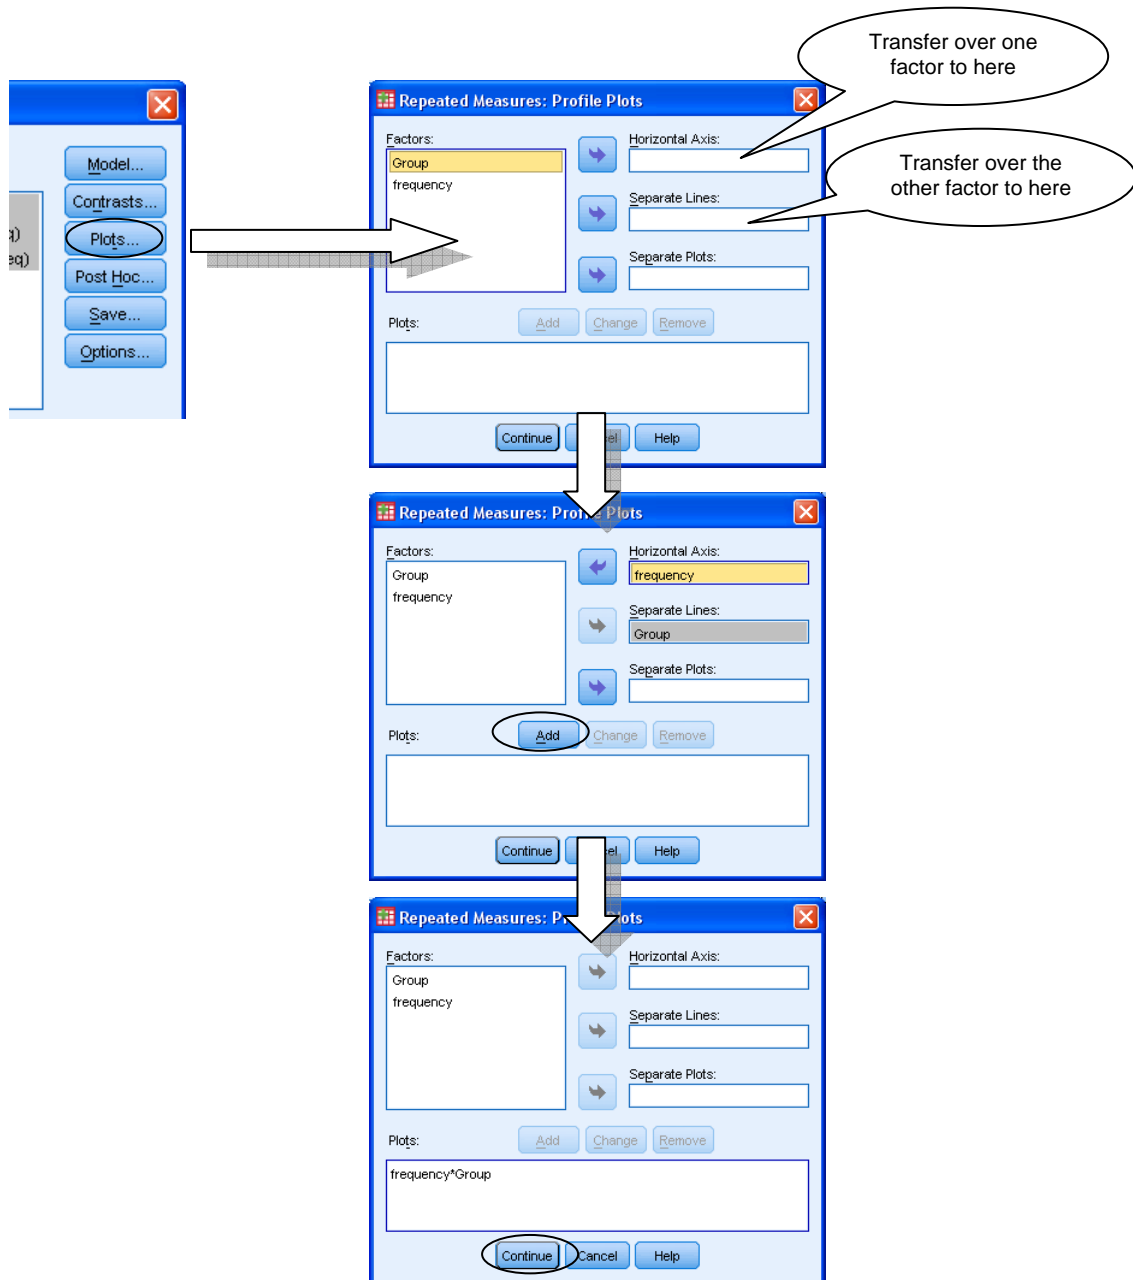 Transfer over one
factor to here
Transfer over the
other factor to here
Model...
Contrasts...
Plots...
Post Hoc...
Save...
Options...
q)
eq)
Repeated Measures: Profile Plots
Factors:
Group
frequency
Horizontal Axis:
Separate Lines:
Separate Plots:
Plots:
Add
Change
Remove
Continue
Help
Repeated Measures: Profile Plots
Factors:
Group
frequency
Horizontal Axis:
frequency
Separate Lines:
Group
Separate Plots:
Plots:
Add
Change
Remove
Continue
Help
Repeated Measures: Plots
Factors:
Group
frequency
Horizontal Axis:
Separate Lines:
Separate Plots:
Plots:
Add
Change
Remove
frequency*Group
Continue
Cancel
Help